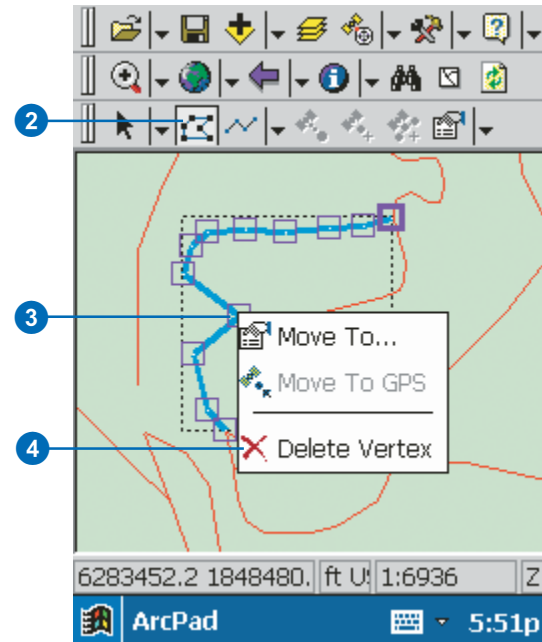 2
3
Move To...
Move To GPS
4
Delete Vertex
6283452.2 1848480. ft U 1:6936 Z
ArcPad 5:51p